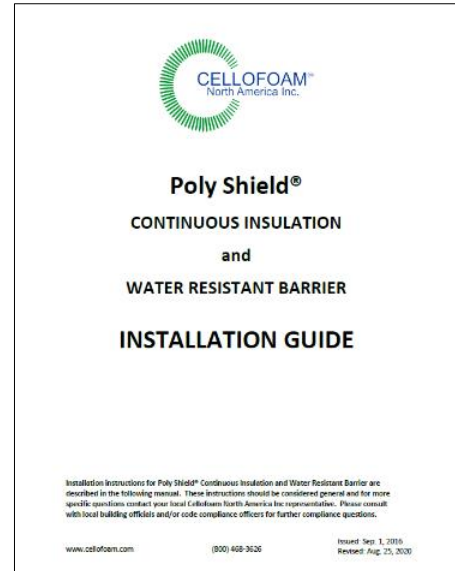 CELLOFOAM™
North America Inc.
Poly Shield®
CONTINUOUS INSULATION
and
WATER RESISTANT BARRIER
INSTALLATION GUIDE
Installation instructions for Poly Shield® Continuous Insulation and Water Resistant Barrier are
described in the following manual. These instructions should be considered general and for more
specific questions contact your local Cellofoam North America Inc representative. Please consult
with local building officials and/or code compliance officers for further compliance questions.
www.cellofoam.com (800) 468-3626 Issued: Sep. 1, 2016
Revised: Aug. 25, 2020